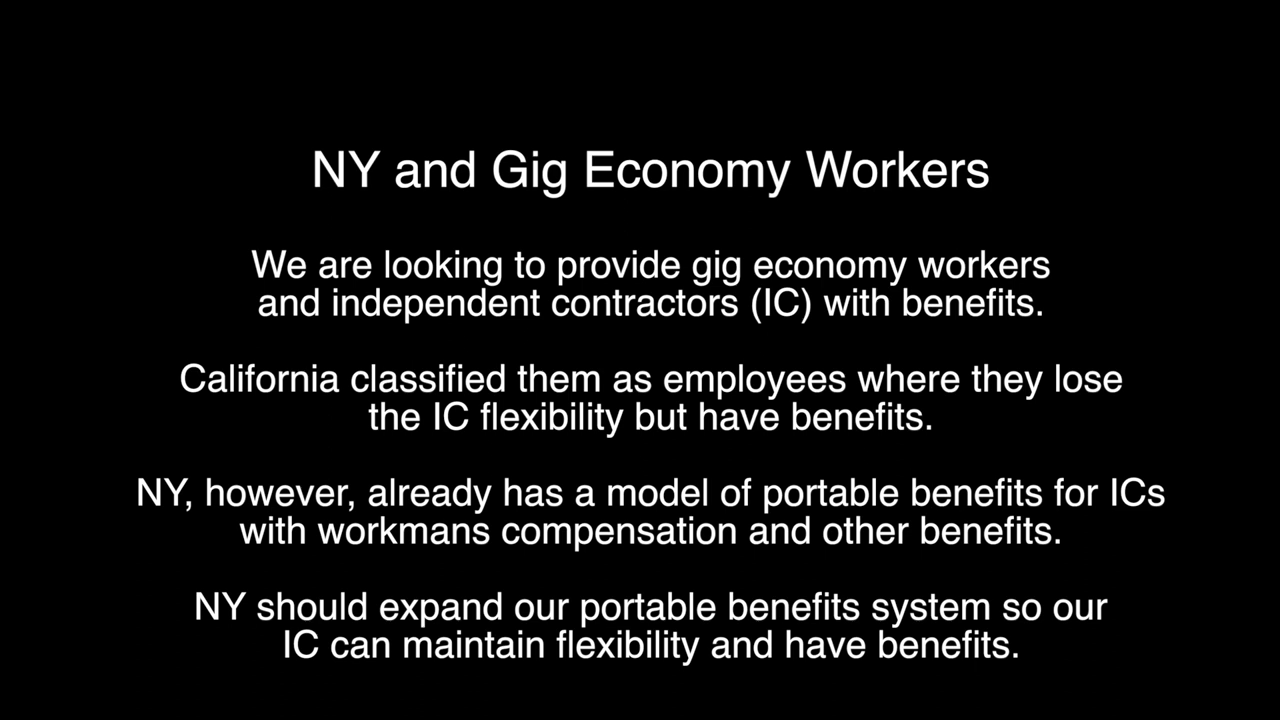 NY and Gig Economy Workers
We are looking to provide gig economy workers
and independent contractors (IC) with benefits.
California classified them as employees where they lose
the IC flexibility but have benefits.
NY, however, already has a model of portable benefits for ICs
with workmans compensation and other benefits.
NY should expand our portable benefits system so our
IC can maintain flexibility and have benefits.